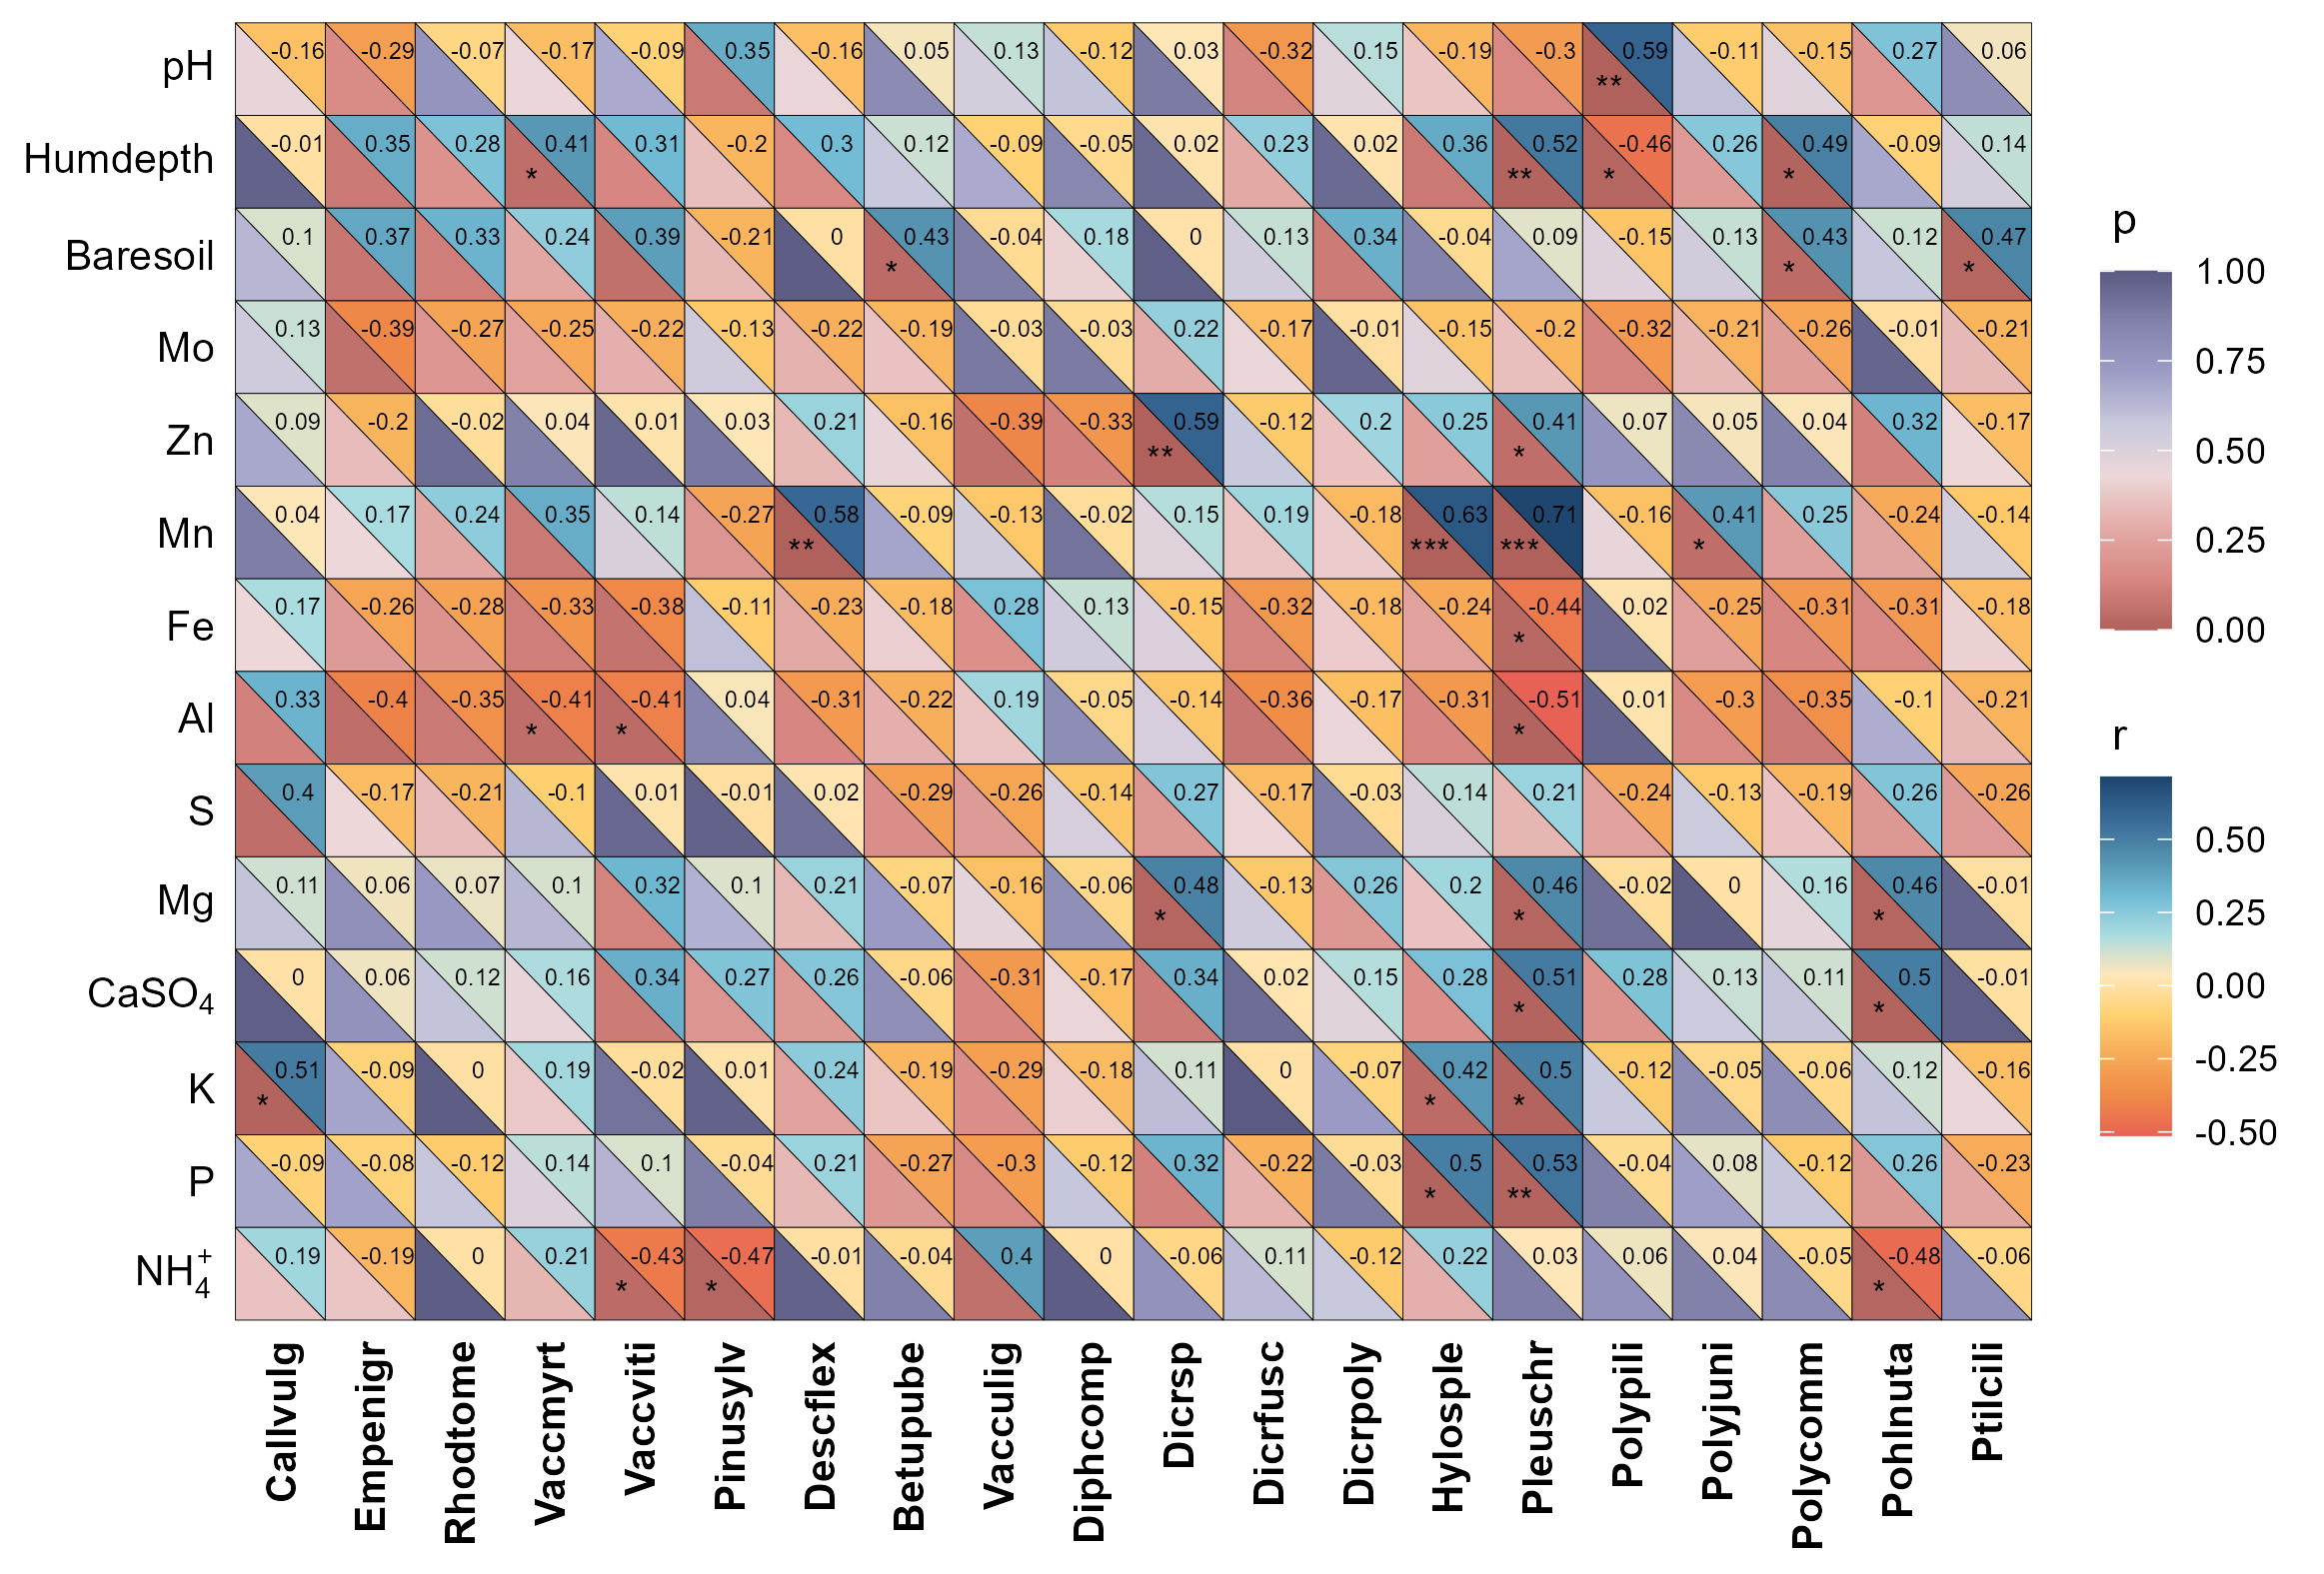 pH -0.16 -0.29 -0.07 -0.17 -0.09 0.35 -0.16 0.05 0.13 -0.12 0.03 -0.32 0.15 -0.19 -0.3 0.59 -0.11 -0.15 0.27 0.06
**
Humdepth -0.01 0.35 0.28 0.41 0.31 -0.2 0.3 0.12 -0.09 -0.05 0.02 0.23 0.02 0.36 0.52 -0.46 0.26 0.49 -0.09 0.14
* ** * *
Baresoil 0.1 0.37 0.33 0.24 0.39 -0.21 0 0.43 -0.04 0.18 0 0.13 0.34 -0.04 0.09 -0.15 0.13 0.43 0.12 0.47
* * *
Mo 0.13 -0.39 -0.27 -0.25 -0.22 -0.13 -0.22 -0.19 -0.03 -0.03 0.22 -0.17 -0.01 -0.15 -0.2 -0.32 -0.21 -0.26 -0.01 -0.21
Zn 0.09 -0.2 -0.02 0.04 0.01 0.03 0.21 -0.16 -0.39 -0.33 0.59 -0.12 0.2 0.25 0.41 0.07 0.05 0.04 0.32 -0.17
** *
Mn 0.04 0.17 0.24 0.35 0.14 -0.27 0.58 -0.09 -0.13 -0.02 0.15 0.19 -0.18 0.63 0.71 -0.16 0.41 0.25 -0.24 -0.14
** *** *** *
Fe 0.17 -0.26 -0.28 -0.33 -0.38 -0.11 -0.23 -0.18 0.28 0.13 -0.15 -0.32 -0.18 -0.24 -0.44 0.02 -0.25 -0.31 -0.31 -0.18
*
Al 0.33 -0.4 -0.35 -0.41 -0.41 0.04 -0.31 -0.22 0.19 -0.05 -0.14 -0.36 -0.17 -0.31 -0.51 0.01 -0.3 -0.35 -0.1 -0.21
* * *
S 0.4 -0.17 -0.21 -0.1 0.01 -0.01 0.02 -0.29 -0.26 -0.14 0.27 -0.17 -0.03 0.14 0.21 -0.24 -0.13 -0.19 0.26 -0.26
Mg 0.11 0.06 0.07 0.1 0.32 0.1 0.21 -0.07 -0.16 -0.06 0.48 -0.13 0.26 0.2 0.46 -0.02 0 0.16 0.46 -0.01
* * *
CaSO₄ 0 0.06 0.12 0.16 0.34 0.27 0.26 -0.06 -0.31 -0.17 0.34 0.02 0.15 0.28 0.51 0.28 0.13 0.11 0.5 -0.01
* *
K 0.51 -0.09 0 0.19 -0.02 0.01 0.24 -0.19 -0.29 -0.18 0.11 0 -0.07 0.42 0.5 -0.12 -0.05 -0.06 0.12 -0.16
* * *
P -0.09 -0.08 -0.12 0.14 0.1 -0.04 0.21 -0.27 -0.3 -0.12 0.32 -0.22 -0.03 0.5 0.53 -0.04 0.08 -0.12 0.26 -0.23
* **
NH₄⁺ 0.19 -0.19 0 0.21 -0.43 -0.47 -0.01 -0.04 0.4 0 -0.06 0.11 -0.12 0.22 0.03 0.06 0.04 -0.05 -0.48 -0.06
* * *
Callvulg
Empenigr
Rhodtome
Vaccmyrt
Vaccviti
Pinusylv
Descflex
Betupube
Vacculig
Diphcomp
Dicrsp
Dicrfusc
Dicrpoly
Hylosple
Pleuschr
Polypili
Polyjuni
Polycomm
Pohlnuta
Ptilcili
p
1.00
0.75
0.50
0.25
0.00
r
0.50
0.25
0.00
-0.25
-0.50